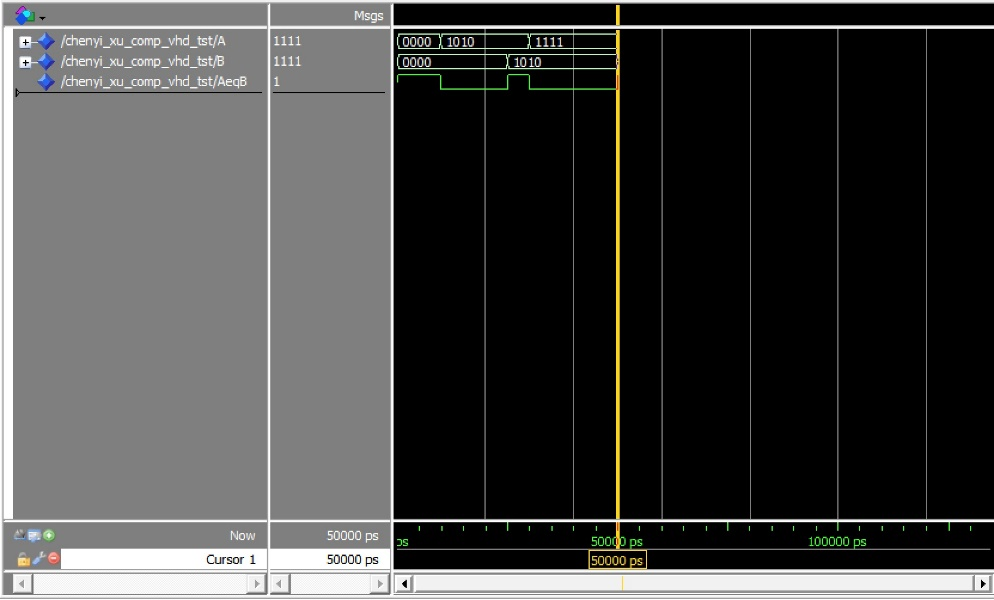 Msgs
/chenyi_xu_comp_vhd_tst/A 1111 0000 1010 1111
/chenyi_xu_comp_vhd_tst/B 1111 0000 1010
/chenyi_xu_comp_vhd_tst/AeqB 1
Now 50000 ps ps 50000 ps 100000 ps
Cursor 1 50000 ps 50000 ps